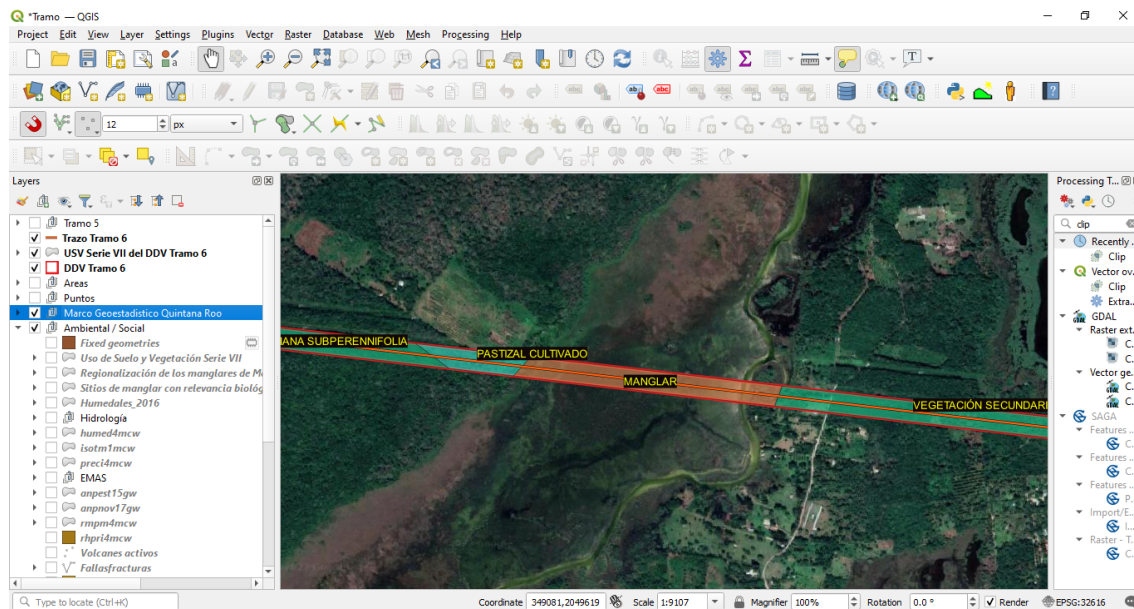 *Tramo — QGIS
Project Edit View Layer Settings Plugins Vector Raster Database Web Mesh Processing Help
12 px
Layers
Tramo 5
Trazo Tramo 6
USV Serie VII del DDV Tramo 6
DDV Tramo 6
Areas
Puntos
Marco Geoestadistico Quintana Roo
Ambiental / Social
Fixed geometries
Uso de Suelo y Vegetación Serie VII
Regionalización de los manglares de M
Sitios de manglar con relevancia biológ
Humedales_2016
Hidrología
humed4mcw
isotm1mcw
preci4mcw
EMAS
anpest15gw
anpnov17gw
rmpm4mcw
rhpri4mcw
Volcanes activos
Fallasfracturas
IANA SUBPERENNIFOLIA
PASTIZAL CULTIVADO
MANGLAR
VEGETACIÓN SECUNDARI
Processing T...
clip
Recently ...
Clip
Vector ov...
Clip
Extra...
GDAL
Raster ext...
C...
C...
Vector ge...
C...
C...
SAGA
Features ...
C...
Features ...
C...
Features ...
P...
Import/E...
I...
Raster - T...
C...
Type to locate (Ctrl+K)
Coordinate 349081,2049619 Scale 1:9107 Magnifier 100% Rotation 0.0 ° Render EPSG:32616